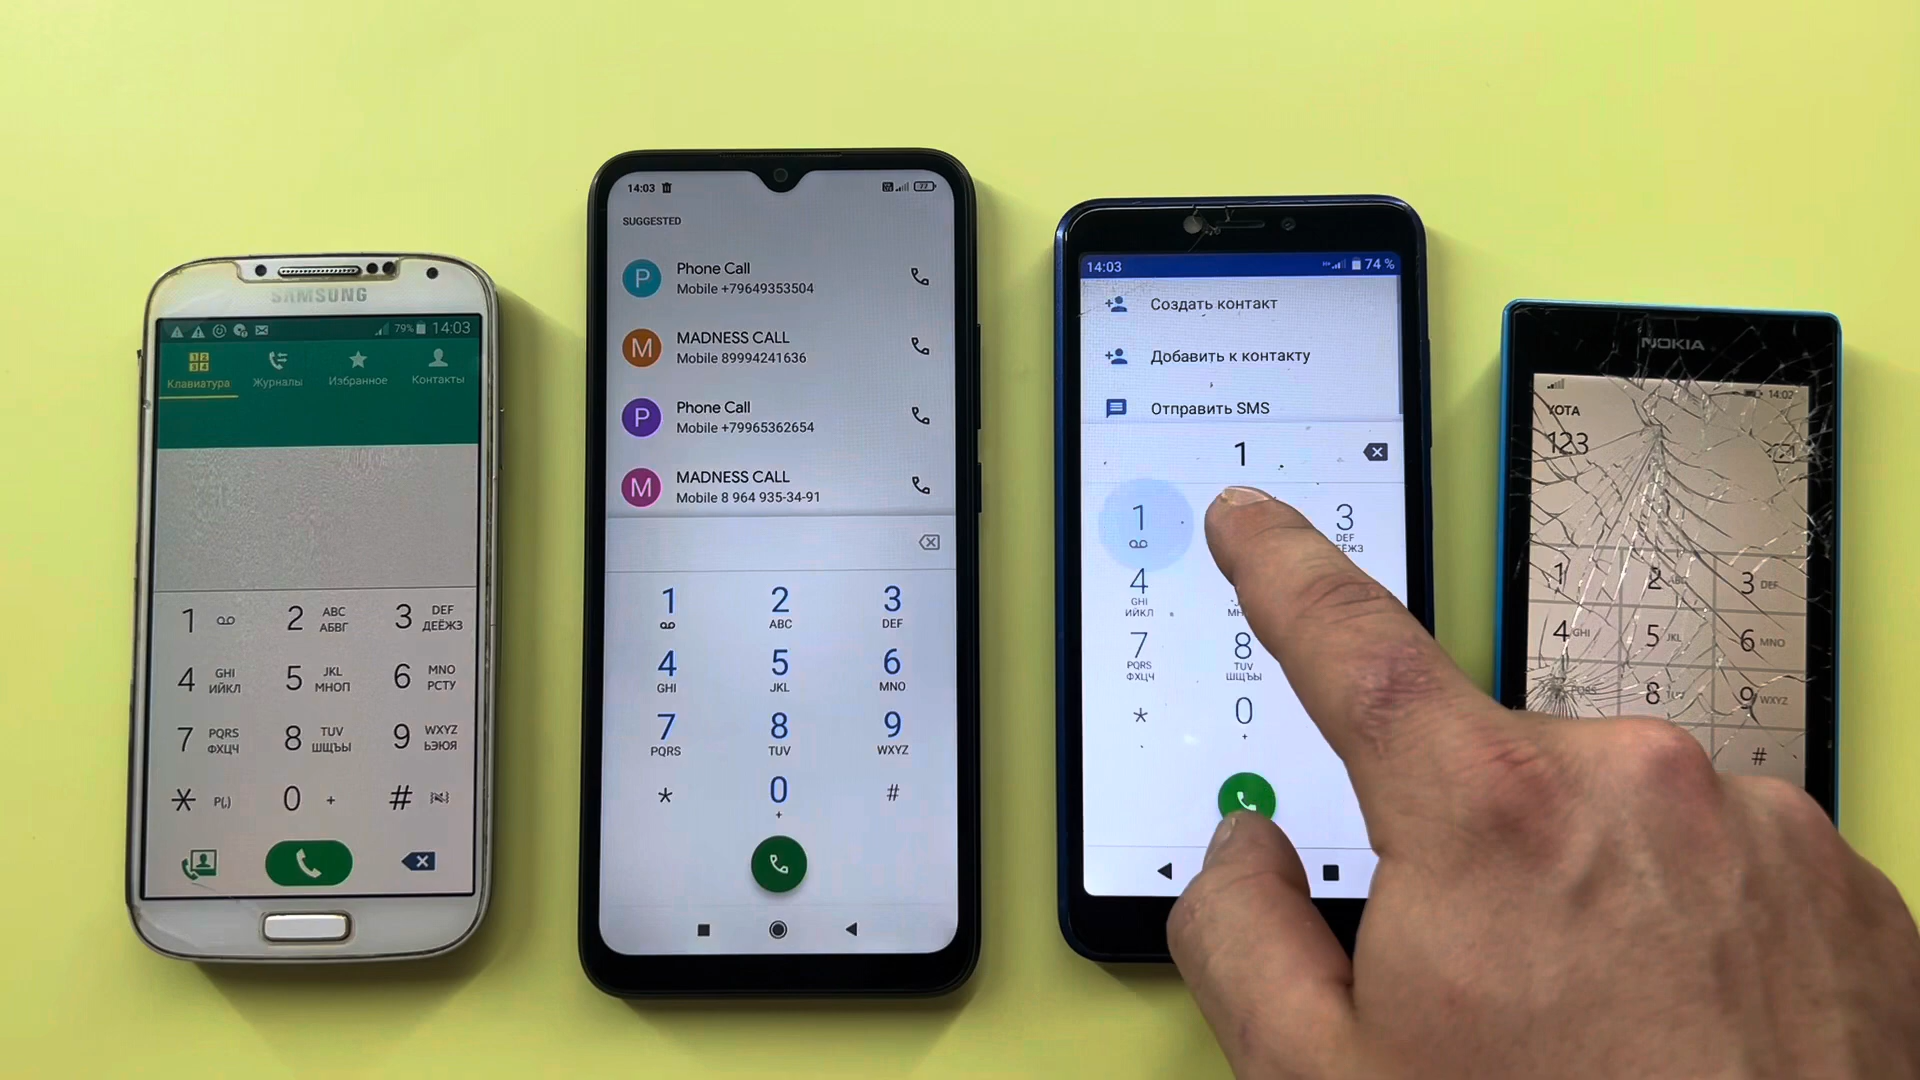 SAMSUNG
79% 14:03
Клавиатура Журналы Избранное Контакты
1 2 ABC АБВГ 3 DEF ДЕЁЖЗ
4 GHI ИЙКЛ 5 JKL МНОП 6 MNO РСТУ
7 PQRS ФХЦЧ 8 TUV ШЩЪЫ 9 WXYZ ЬЭЮЯ
* P(,) 0 + #
14:03 77
SUGGESTED
P Phone Call
Mobile +79649353504
M MADNESS CALL
Mobile 89994241636
P Phone Call
Mobile +79965362654
M MADNESS CALL
Mobile 8 964 935-34-91
1 2 3
ABC DEF
4 5 6
GHI JKL MNO
7 8 9
PQRS TUV WXYZ
* 0 #
+
14:03 74 %
Создать контакт
Добавить к контакту
Отправить SMS
1
1 3
DEF
4
GHI
ИЙКЛ
7 8
PQRS TUV
ФХЦЧ ШЩЪЫ
* 0
+
NOKIA
14:02
YOTA
123
1 2 ABC 3 DEF
4 GHI 5 JKL 6 MNO
PQRS 8 TUV 9 WXYZ
#